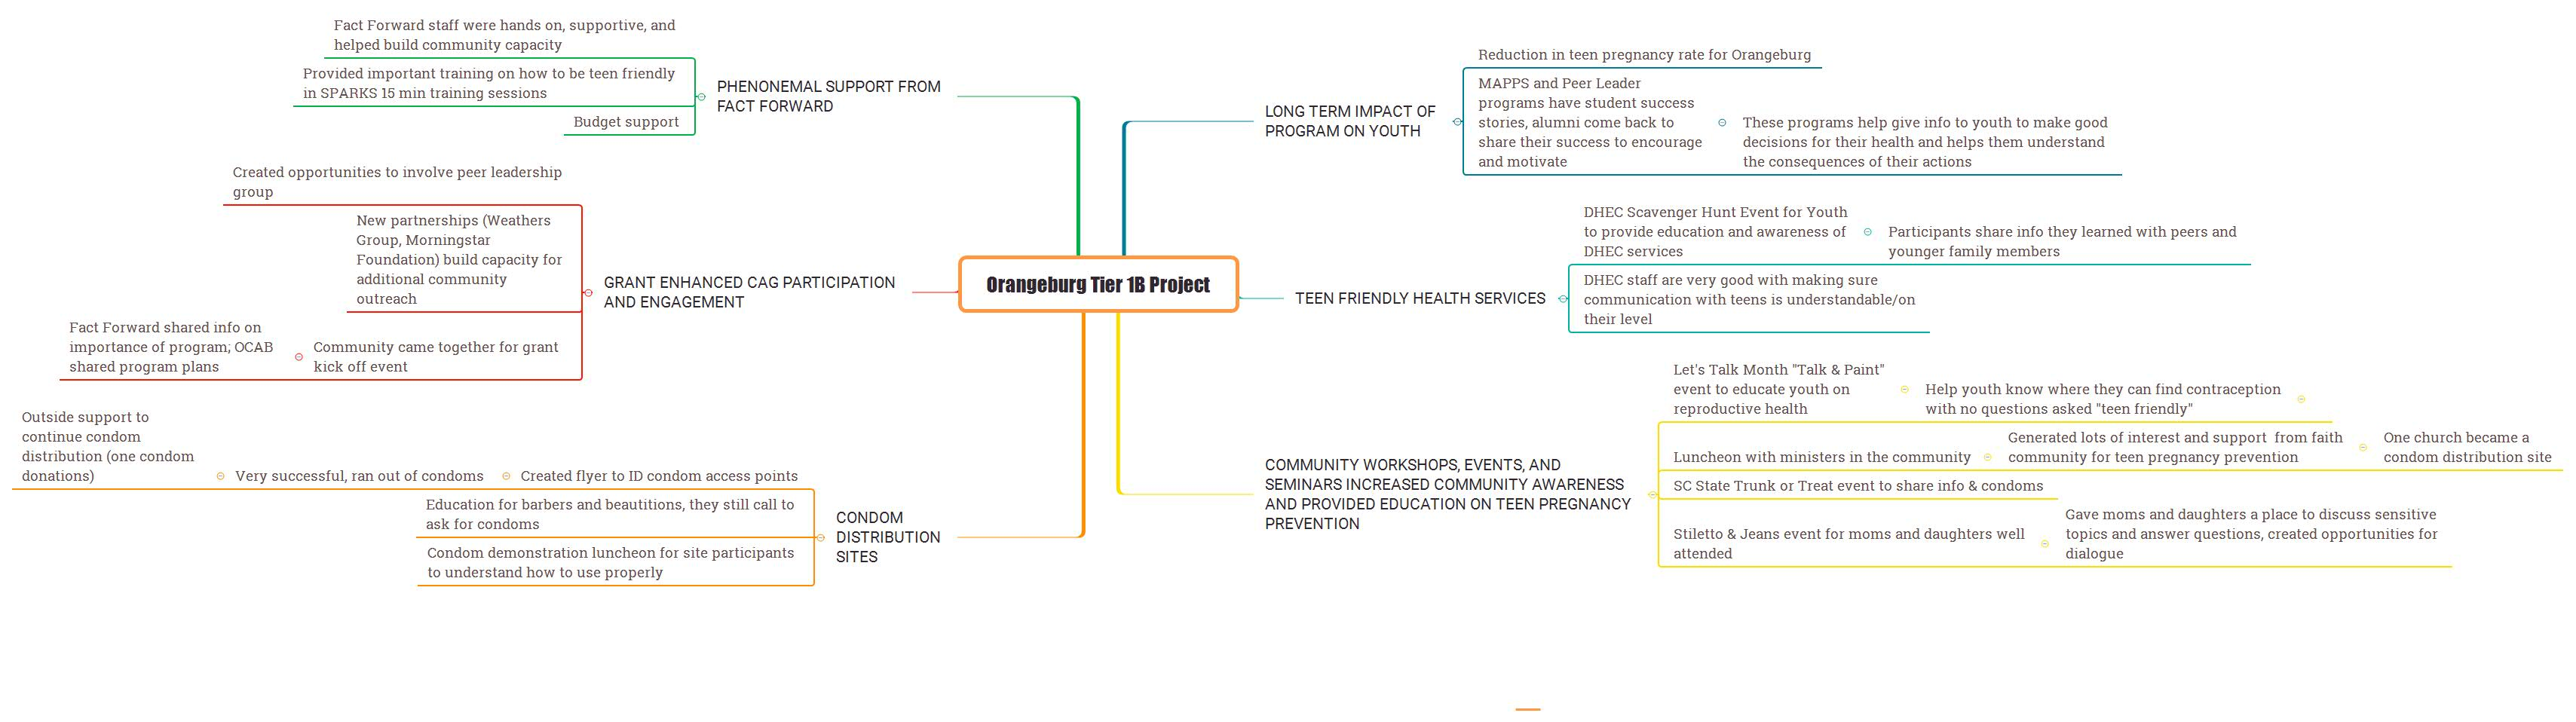 Orangeburg Tier 1B Project
PHENONEMAL SUPPORT FROM
FACT FORWARD
Fact Forward staff were hands on, supportive, and
helped build community capacity
Provided important training on how to be teen friendly
in SPARKS 15 min training sessions
Budget support
GRANT ENHANCED CAG PARTICIPATION
AND ENGAGEMENT
Created opportunities to involve peer leadership
group
New partnerships (Weathers
Group, Morningstar
Foundation) build capacity for
additional community
outreach
Community came together for grant
kick off event
Fact Forward shared info on
importance of program; OCAB
shared program plans
CONDOM
DISTRIBUTION
SITES
Created flyer to ID condom access points
Very successful, ran out of condoms
Outside support to
continue condom
distribution (one condom
donations)
Education for barbers and beautitions, they still call to
ask for condoms
Condom demonstration luncheon for site participants
to understand how to use properly
LONG TERM IMPACT OF
PROGRAM ON YOUTH
Reduction in teen pregnancy rate for Orangeburg
MAPPS and Peer Leader
programs have student success
stories, alumni come back to
share their success to encourage
and motivate
These programs help give info to youth to make good
decisions for their health and helps them understand
the consequences of their actions
TEEN FRIENDLY HEALTH SERVICES
DHEC Scavenger Hunt Event for Youth
to provide education and awareness of
DHEC services
Participants share info they learned with peers and
younger family members
DHEC staff are very good with making sure
communication with teens is understandable/on
their level
COMMUNITY WORKSHOPS, EVENTS, AND
SEMINARS INCREASED COMMUNITY AWARENESS
AND PROVIDED EDUCATION ON TEEN PREGNANCY
PREVENTION
Let's Talk Month "Talk & Paint"
event to educate youth on
reproductive health
Help youth know where they can find contraception
with no questions asked "teen friendly"
Luncheon with ministers in the community
Generated lots of interest and support from faith
community for teen pregnancy prevention
One church became a
condom distribution site
SC State Trunk or Treat event to share info & condoms
Stiletto & Jeans event for moms and daughters well
attended
Gave moms and daughters a place to discuss sensitive
topics and answer questions, created opportunities for
dialogue